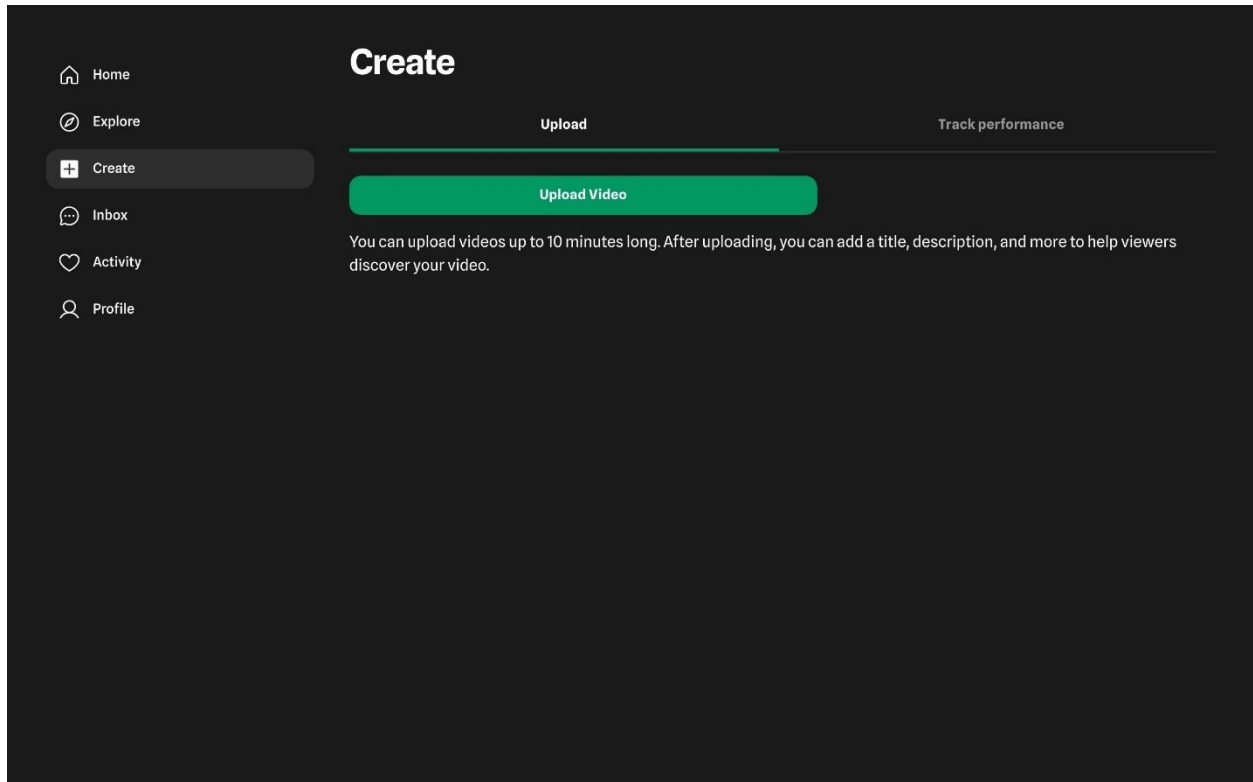 Home
Explore
Create
Inbox
Activity
Profile
Create
Upload
Track performance
Upload Video
You can upload videos up to 10 minutes long. After uploading, you can add a title, description, and more to help viewers
discover your video.